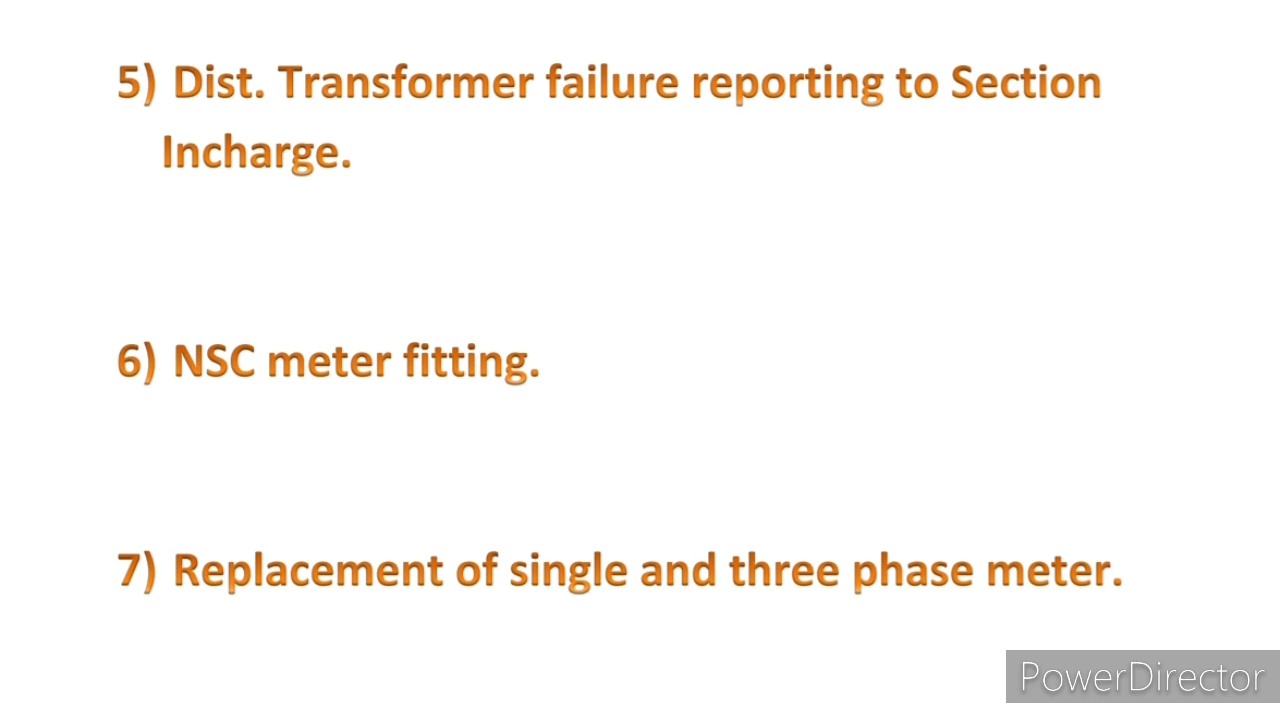 5) Dist. Transformer failure reporting to Section
Incharge.
6) NSC meter fitting.
7) Replacement of single and three phase meter.
PowerDirector